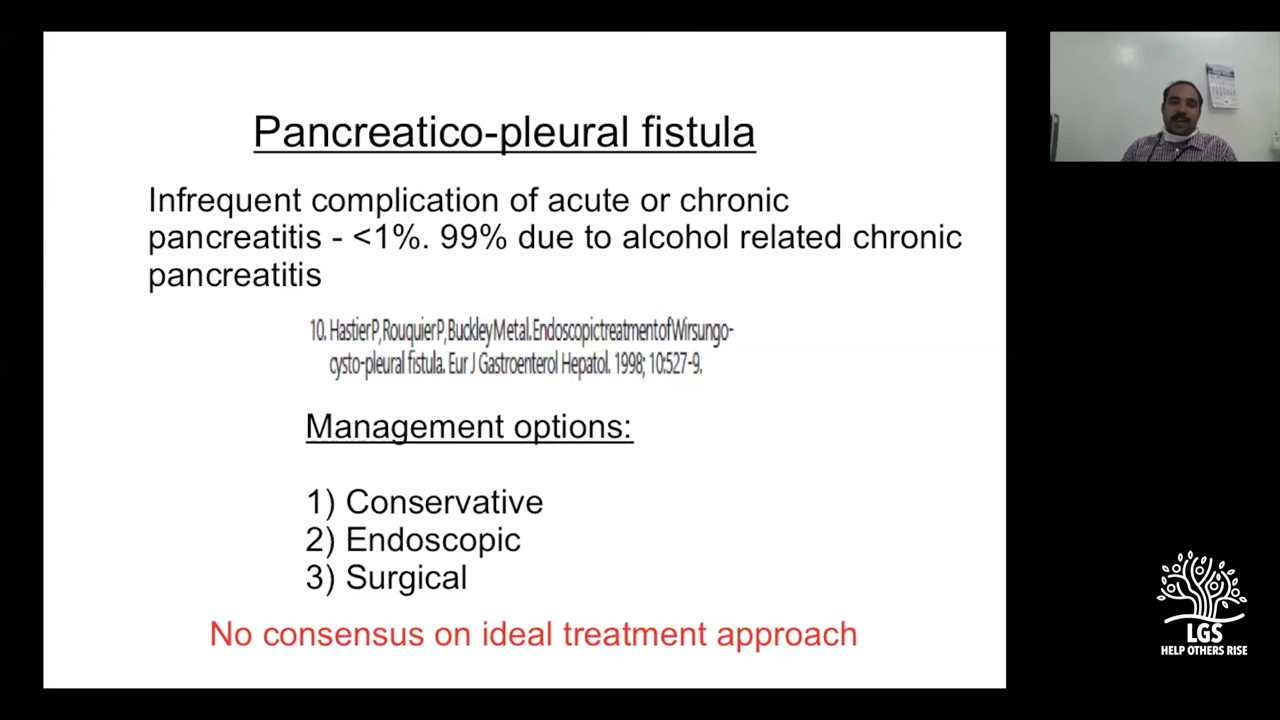 Pancreatico-pleural fistula
Infrequent complication of acute or chronic
pancreatitis - <1%. 99% due to alcohol related chronic
pancreatitis
10. Hastier P, Rouquier P, Buckley M et al. Endoscopic treatment of Wirsungo-
cysto-pleural fistula. Eur J Gastroenterol Hepatol. 1998; 10:527-9.
Management options:
1) Conservative
2) Endoscopic
3) Surgical
No consensus on ideal treatment approach
LGS
HELP OTHERS RISE